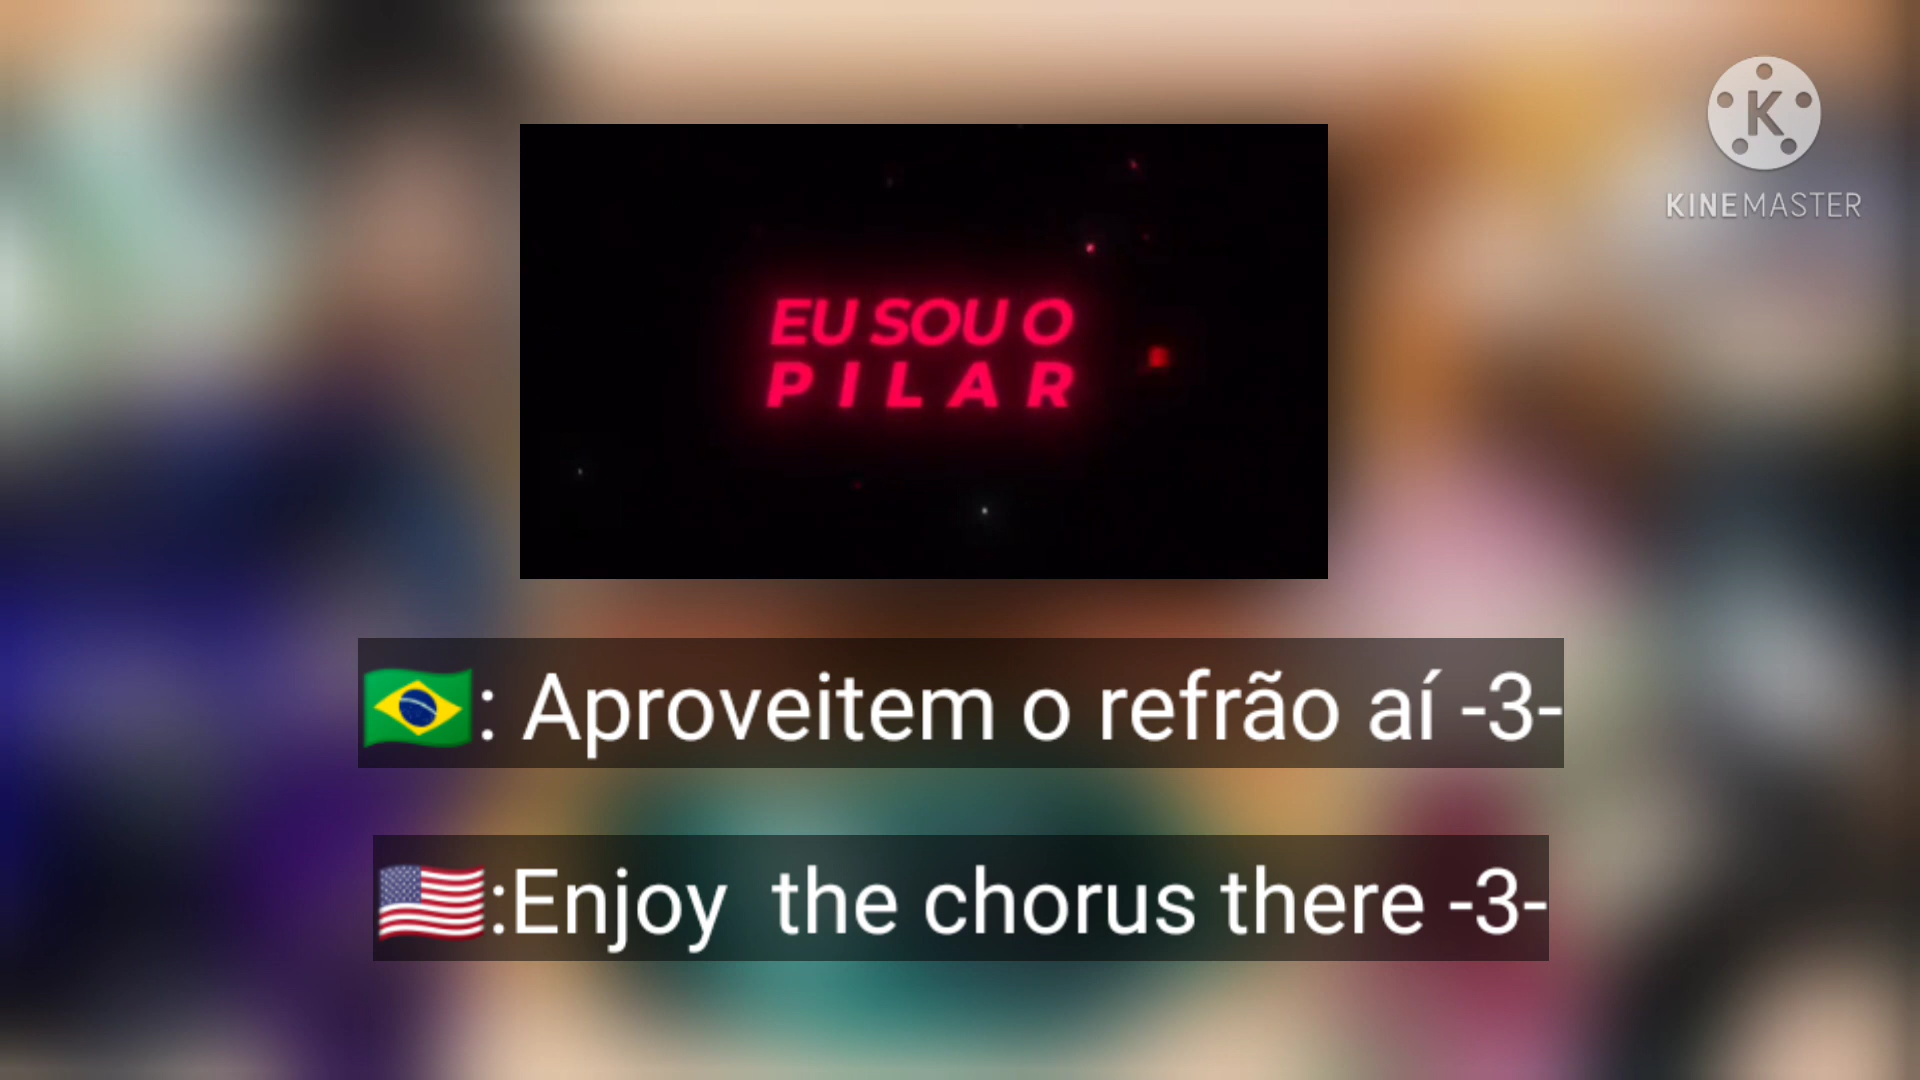 K
KINEMASTER
EU SOU O
PILAR
🇧🇷: Aproveitem o refrão aí -3-
🇺🇸:Enjoy  the chorus there -3-